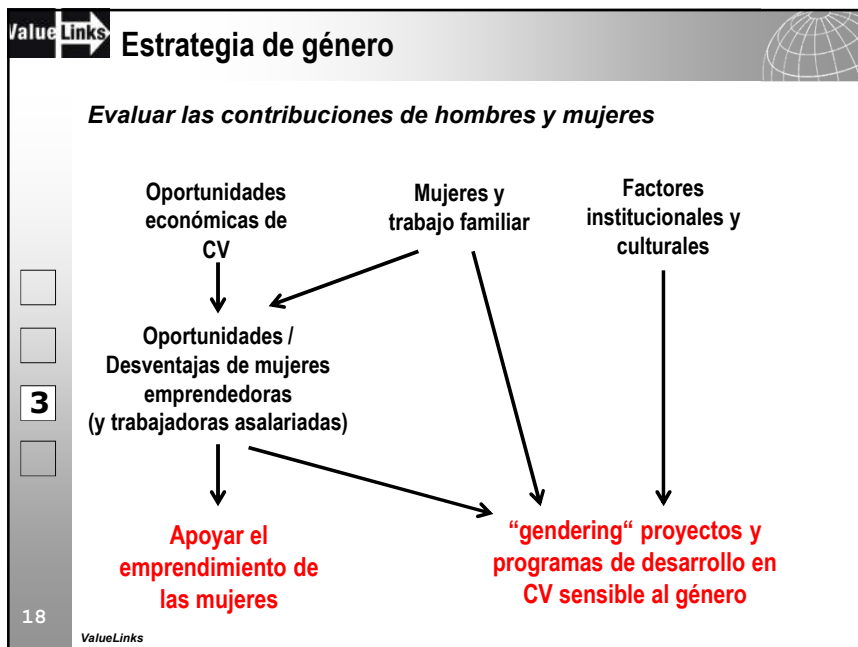 Value Links
Estrategia de género
Evaluar las contribuciones de hombres y mujeres
Oportunidades
económicas de
CV
Mujeres y
trabajo familiar
Factores
institucionales y
culturales
Oportunidades /
Desventajas de mujeres
emprendedoras
(y trabajadoras asalariadas)
3
Apoyar el
emprendimiento de
las mujeres
“gendering“ proyectos y
programas de desarrollo en
CV sensible al género
18
ValueLinks